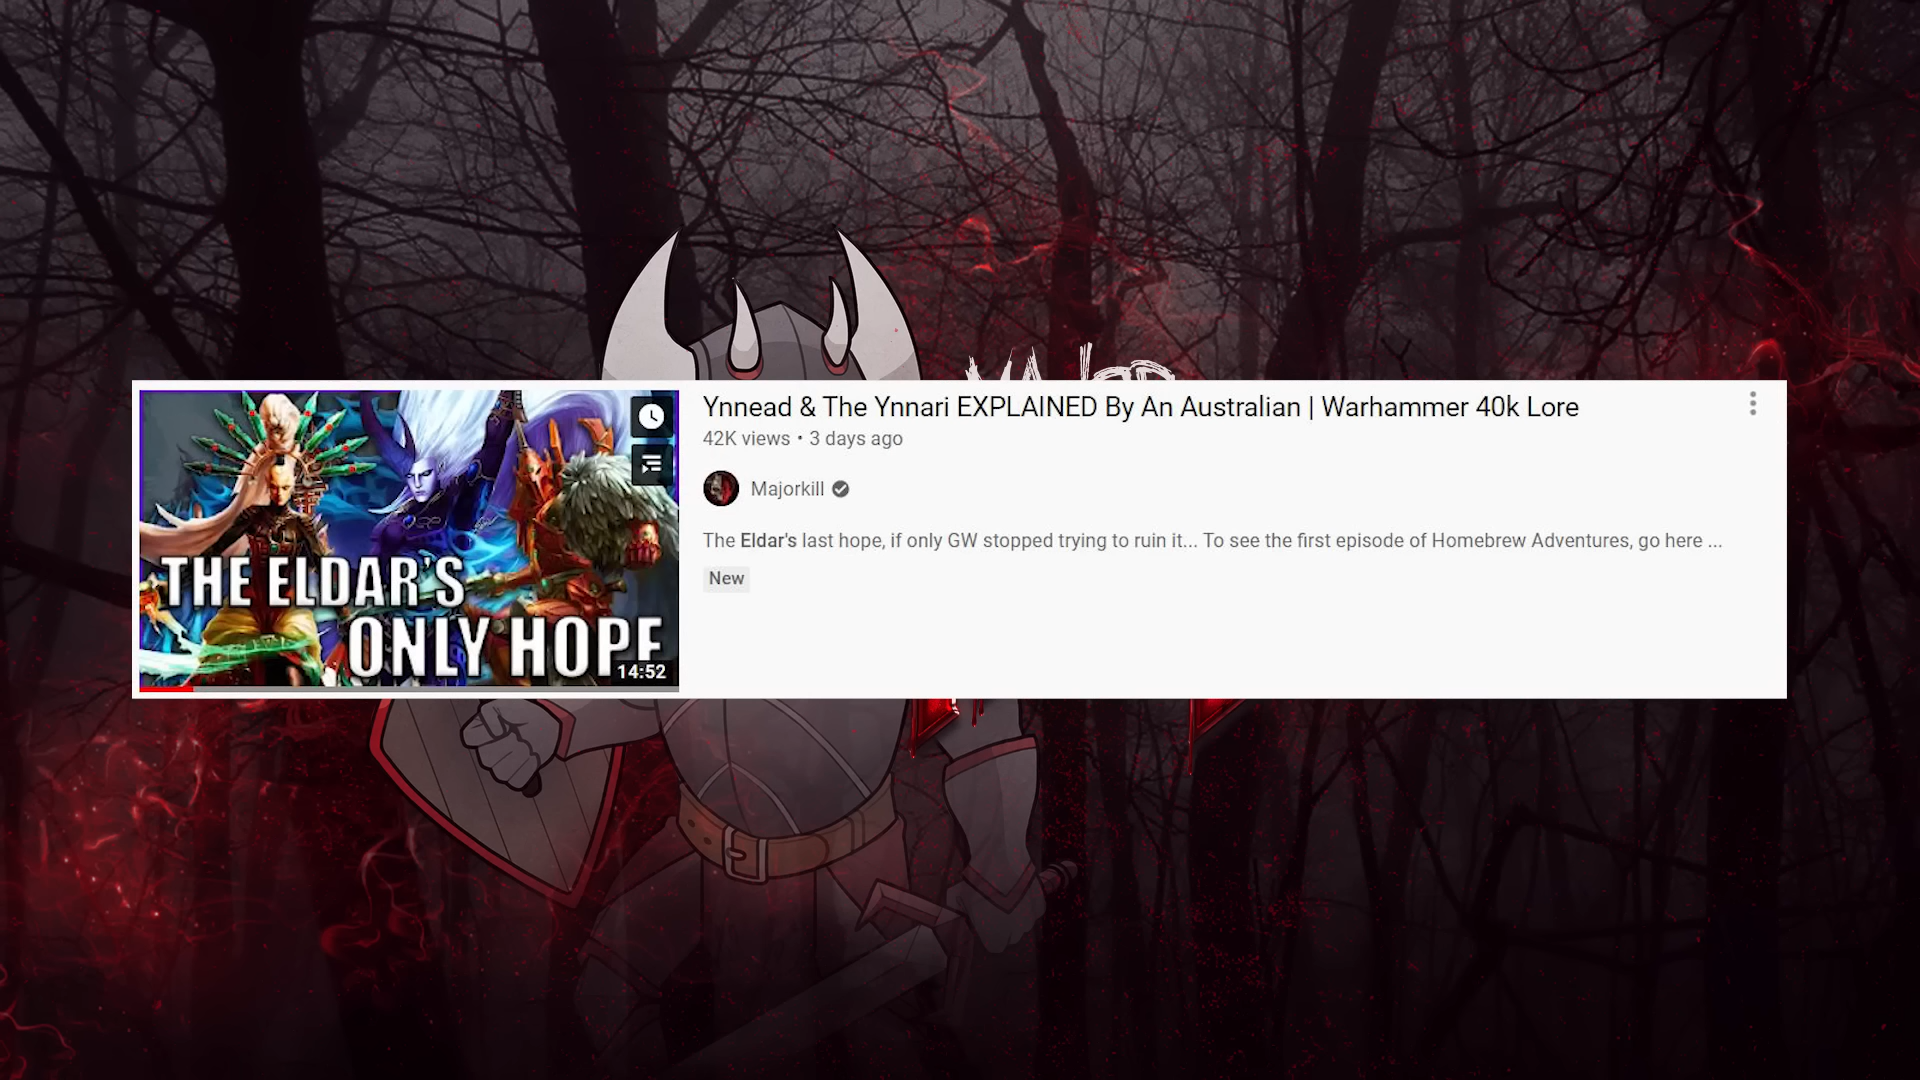 THE ELDAR'S
ONLY HOPE
14:52
Ynnead & The Ynnari EXPLAINED By An Australian | Warhammer 40k Lore
42K views • 3 days ago
Majorkill
The Eldar's last hope, if only GW stopped trying to ruin it... To see the first episode of Homebrew Adventures, go here ...
New